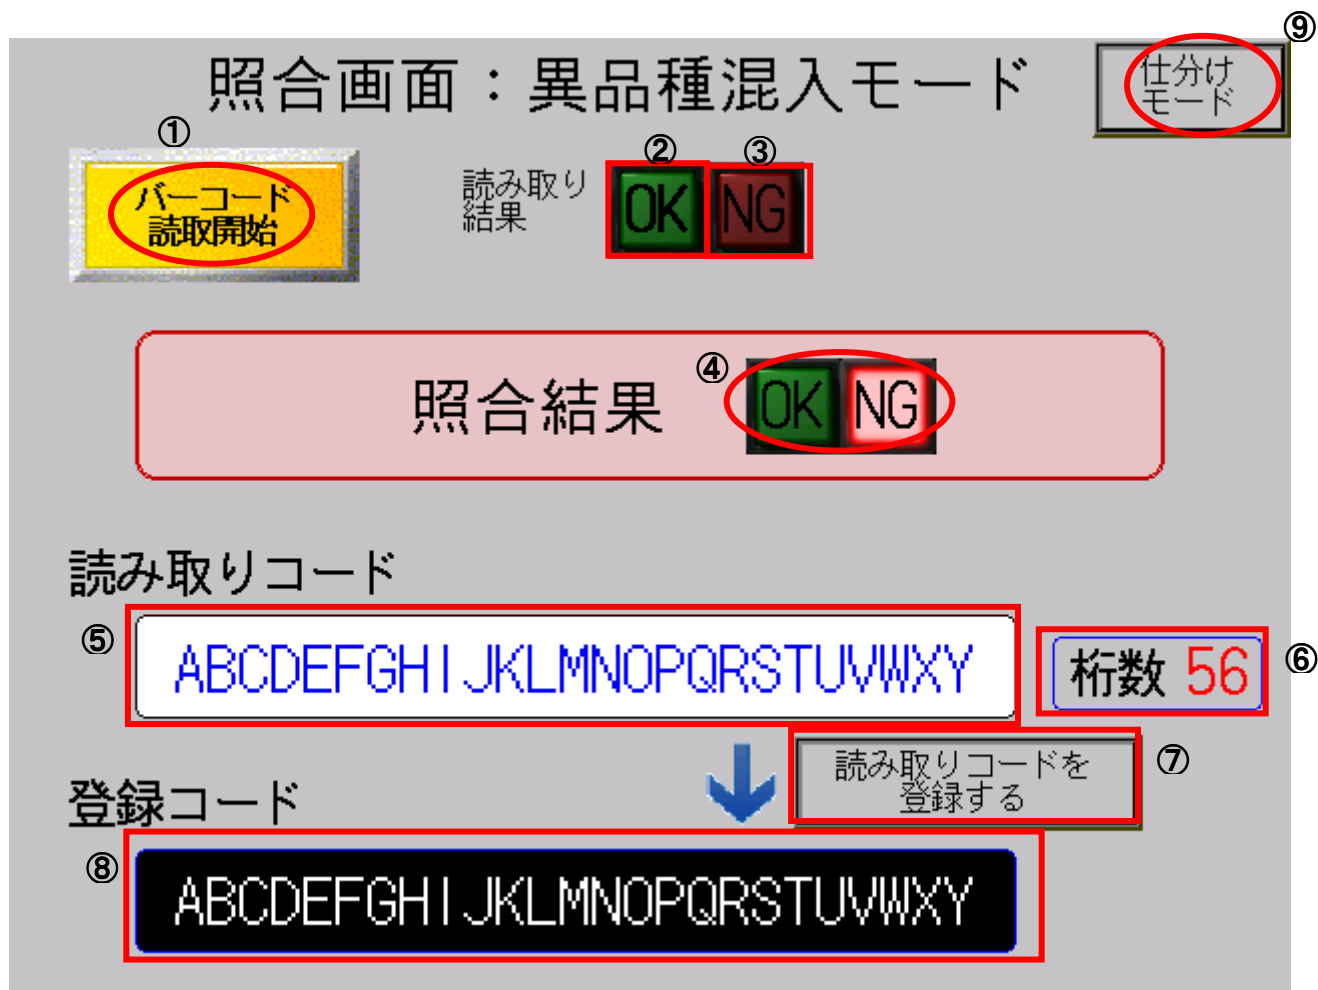 ⑨
照合画面：異品種混入モード
仕分け
モード
①
バーコード
読取開始
読み取り
結果
②
OK
③
NG
照合結果
④
OK
NG
読み取りコード
⑤
ABCDEFGHIJKLMNOPQRSTUVWXY
桁数 56
⑥
読み取りコードを
登録する
⑦
登録コード
⑧
ABCDEFGHIJKLMNOPQRSTUVWXY